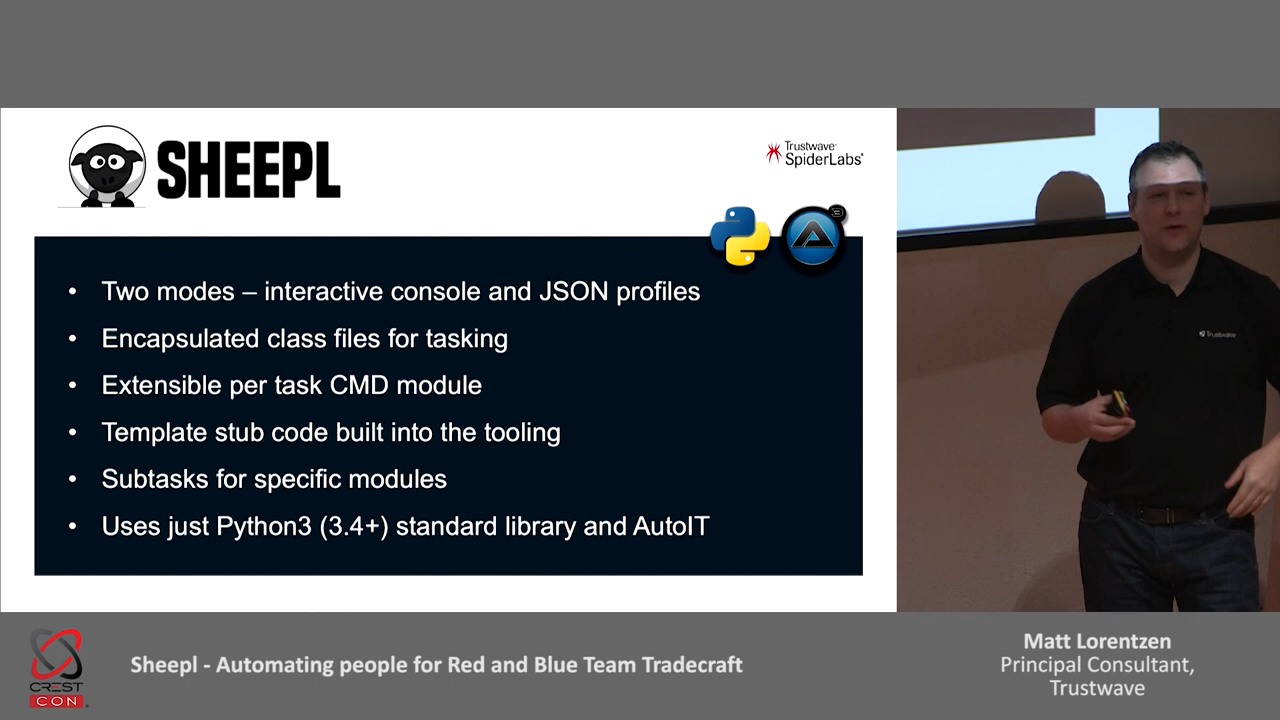 SHEEPL
Trustwave®
SpiderLabs®
• Two modes – interactive console and JSON profiles
• Encapsulated class files for tasking
• Extensible per task CMD module
• Template stub code built into the tooling
• Subtasks for specific modules
• Uses just Python3 (3.4+) standard library and AutoIT
Trustwave
CREST
CON
Sheepl - Automating people for Red and Blue Team Tradecraft
Matt Lorentzen
Principal Consultant,
Trustwave